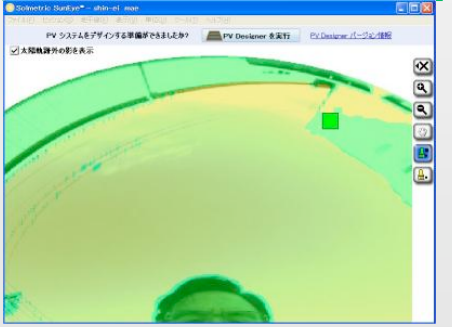 Solmetric SunEye™ - shin-ei_mae
PV システムをデザインする準備ができましたか?
PV Designer を実行
PV Designer バージョン情報
太陽軌跡外の影を表示